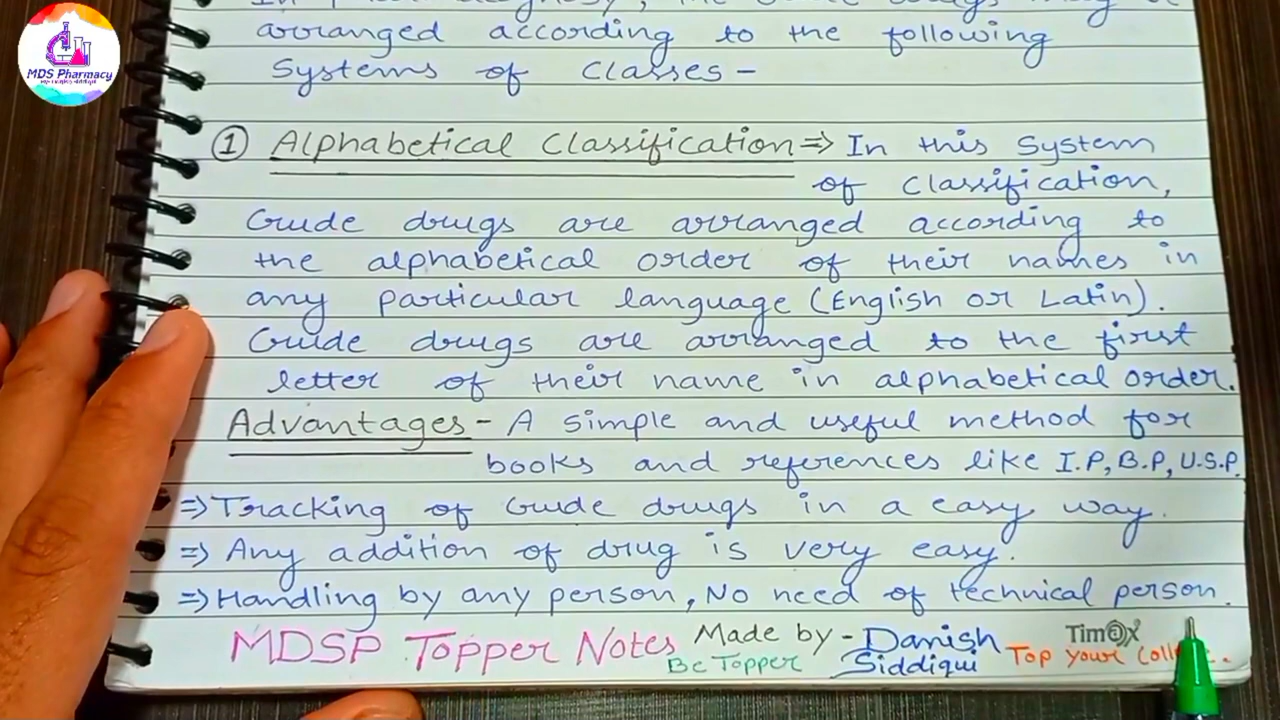 MDS Pharmacy
arranged according to the following
Systems of Classes -
① Alphabetical Classification => In this System
of classification,
Crude drugs are arranged according to
the alphabetical order of their names in
any particular language (English or Latin).
Crude drugs are arranged to the first
letter of their name in alphabetical order.
Advantages - A simple and useful method for
books and references like I.P, B.P, U.S.P.
=> Tracking of Crude drugs in a easy way.
=> Any addition of drug is very easy.
=> Handling by any person, No need of technical person.
MDSP Topper Notes Made by - Danish
Siddiqui
Be Topper
Top your